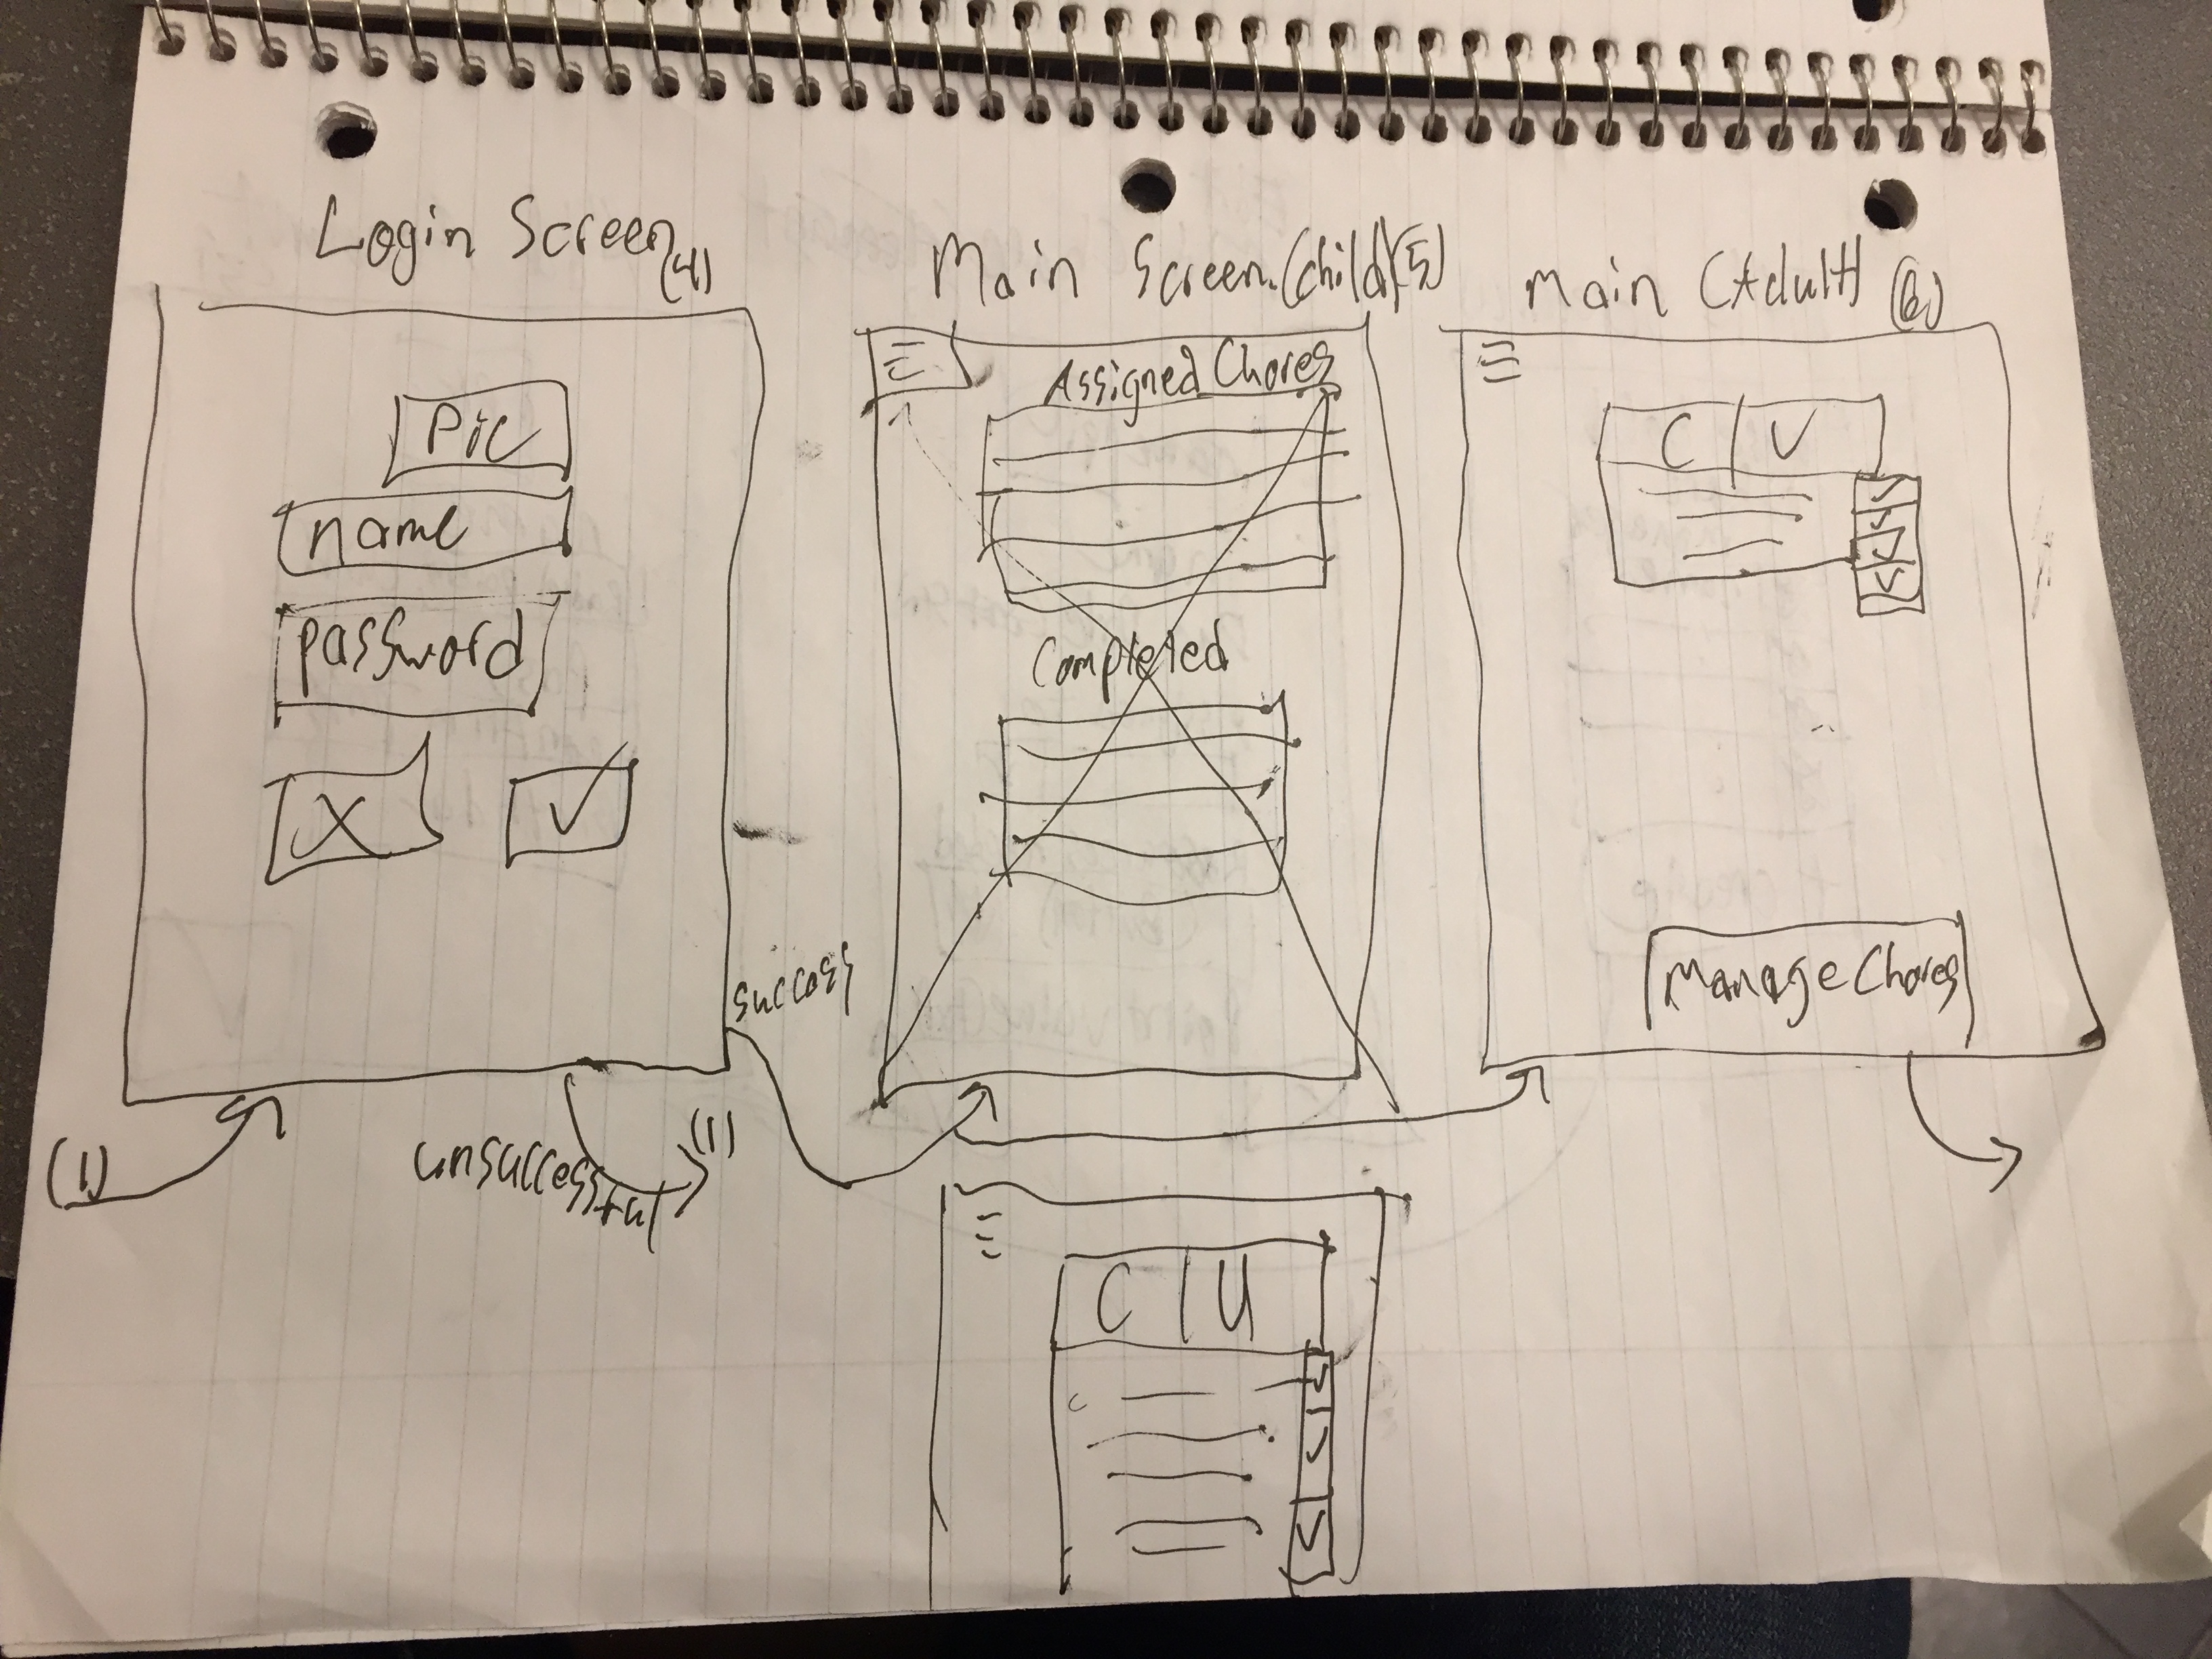 Login Screen (4)
Pic
name
Password
X
(1)
unsuccessful
(1)
success
Main Screen (child) (5)
Assigned Chores
Completed
C | U
main (Adult) (6)
C | U
Manage Chores